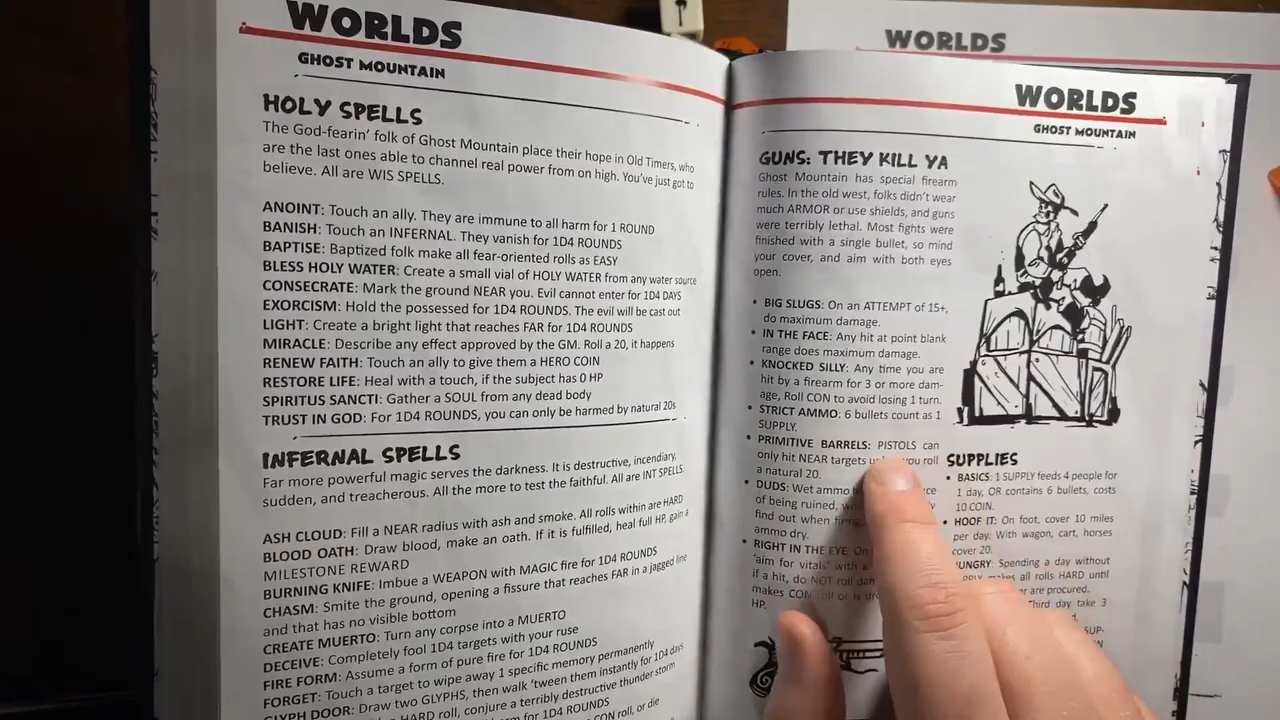 WORLDS
GHOST MOUNTAIN
HOLY SPELLS
The God-fearin' folk of Ghost Mountain place their hope in Old Timers, who
are the last ones able to channel real power from on high. You've just got to
believe. All are WIS SPELLS.
ANOINT: Touch an ally. They are immune to all harm for 1 ROUND
BANISH: Touch an INFERNAL. They vanish for 1D4 ROUNDS
BAPTISE: Baptized folk make all fear-oriented rolls as EASY
BLESS HOLY WATER: Create a small vial of HOLY WATER from any water source
CONSECRATE: Mark the ground NEAR you. Evil cannot enter for 1D4 DAYS
EXORCISM: Hold the possessed for 1D4 ROUNDS. The evil will be cast out
LIGHT: Create a bright light that reaches FAR for 1D4 ROUNDS
MIRACLE: Describe any effect approved by the GM. Roll a 20, it happens
RENEW FAITH: Touch an ally to give them a HERO COIN
RESTORE LIFE: Heal with a touch, if the subject has 0 HP
SPIRITUS SANCTI: Gather a SOUL from any dead body
TRUST IN GOD: For 1D4 ROUNDS, you can only be harmed by natural 20s
INFERNAL SPELLS
Far more powerful magic serves the darkness. It is destructive, incendiary,
sudden, and treacherous. All the more to test the faithful. All are INT SPELLS.
ASH CLOUD: Fill a NEAR radius with ash and smoke. All rolls within are HARD
BLOOD OATH: Draw blood, make an oath. If it is fulfilled, heal full HP, gain a
MILESTONE REWARD
BURNING KNIFE: Imbue a WEAPON with MAGIC fire for 1D4 ROUNDS
CHASM: Smite the ground, opening a fissure that reaches FAR in a jagged line
and that has no visible bottom
CREATE MUERTO: Turn any corpse into a MUERTO
DECEIVE: Completely fool 1D4 targets with your ruse
FIRE FORM: Assume a form of pure fire for 1D4 ROUNDS
FORGET: Touch a target to wipe away 1 specific memory permanently
GLYPH DOOR: Draw two GLYPHS, then walk 'tween them instantly for 1D4 days
HARD roll, conjure a terribly destructive thunder storm
for 1D4 ROUNDS
CON roll, or die
WORLDS
WORLDS
GHOST MOUNTAIN
GUNS: THEY KILL YA
Ghost Mountain has special firearm
rules. In the old west, folks didn't wear
much ARMOR or use shields, and guns
were terribly lethal. Most fights were
finished with a single bullet, so mind
your cover, and aim with both eyes
open.
• BIG SLUGS: On an ATTEMPT of 15+,
do maximum damage.
• IN THE FACE: Any hit at point blank
range does maximum damage.
• KNOCKED SILLY: Any time you are
hit by a firearm for 3 or more dam-
age, Roll CON to avoid losing 1 turn.
• STRICT AMMO: 6 bullets count as 1
SUPPLY.
• PRIMITIVE BARRELS: PISTOLS can
only hit NEAR targets you roll
a natural 20.
• DUDS: Wet ammo
of being ruined,
find out when firing
ammo dry.
• RIGHT IN THE EYE: On
'aim for vitals' with a
if a hit, do NOT roll
makes CON roll or is
HP.
SUPPLIES
• BASICS: 1 SUPPLY feeds 4 people for
1 day, OR contains 6 bullets, costs
10 COIN.
• HOOF IT: On foot, cover 10 miles
per day. With wagon, cart, horses
cover 20.
Spending a day without
makes all rolls HARD until
are procured.
Third day take 3
SUP-